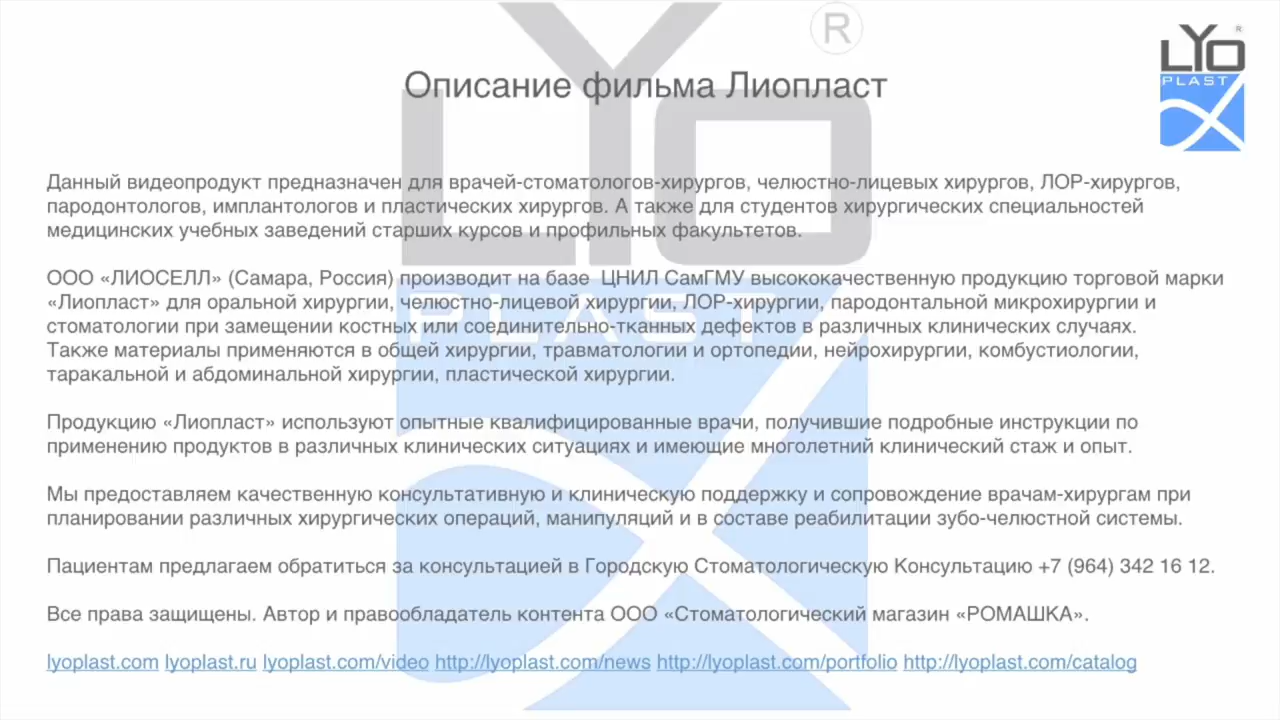 Описание фильма Лиопласт
LYO
PLAST
®
Данный видеопродукт предназначен для врачей-стоматологов-хирургов, челюстно-лицевых хирургов, ЛОР-хирургов,
пародонтологов, имплантологов и пластических хирургов. А также для студентов хирургических специальностей
медицинских учебных заведений старших курсов и профильных факультетов.
ООО «ЛИОСЕЛЛ» (Самара, Россия) производит на базе ЦНИЛ СамГМУ высококачественную продукцию торговой марки
«Лиопласт» для оральной хирургии, челюстно-лицевой хирургии, ЛОР-хирургии, пародонтальной микрохирургии и
стоматологии при замещении костных или соединительно-тканных дефектов в различных клинических случаях.
Также материалы применяются в общей хирургии, травматологии и ортопедии, нейрохирургии, комбустиологии,
таракальной и абдоминальной хирургии, пластической хирургии.
Продукцию «Лиопласт» используют опытные квалифицированные врачи, получившие подробные инструкции по
применению продуктов в различных клинических ситуациях и имеющие многолетний клинический стаж и опыт.
Мы предоставляем качественную консультативную и клиническую поддержку и сопровождение врачам-хирургам при
планировании различных хирургических операций, манипуляций и в составе реабилитации зубо-челюстной системы.
Пациентам предлагаем обратиться за консультацией в Городскую Стоматологическую Консультацию +7 (964) 342 16 12.
Все права защищены. Автор и правообладатель контента ООО «Стоматологический магазин «РОМАШКА».
lyoplast.com lyoplast.ru lyoplast.com/video http://lyoplast.com/news http://lyoplast.com/portfolio http://lyoplast.com/catalog
LYO
PLAST
®